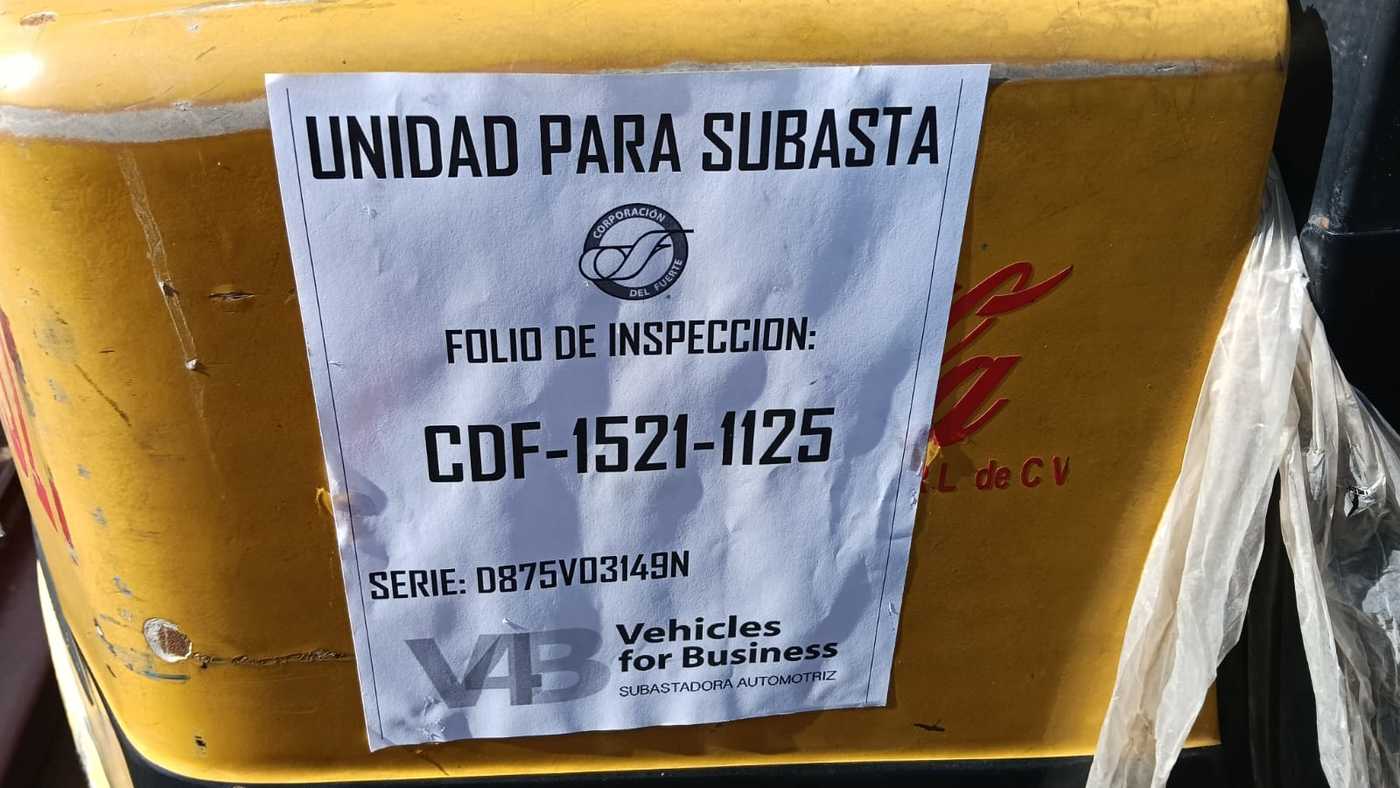 UNIDAD PARA SUBASTA
CORPORACIÓN
DEL FUERTE
FOLIO DE INSPECCION:
CDF-1521-1125
SERIE: D875V03149N
V4B
Vehicles
for Business
SUBASTADORA AUTOMOTRIZ
de C V